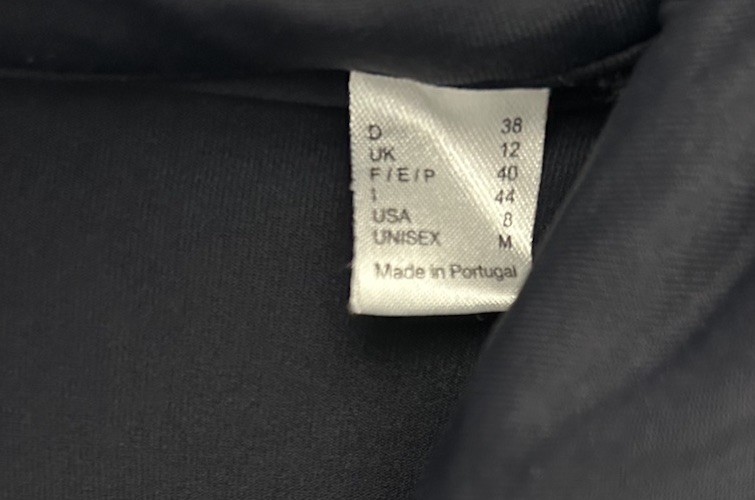 D 38
UK 12
F/E/P 40
I 44
USA 8
UNISEX M
Made in Portugal